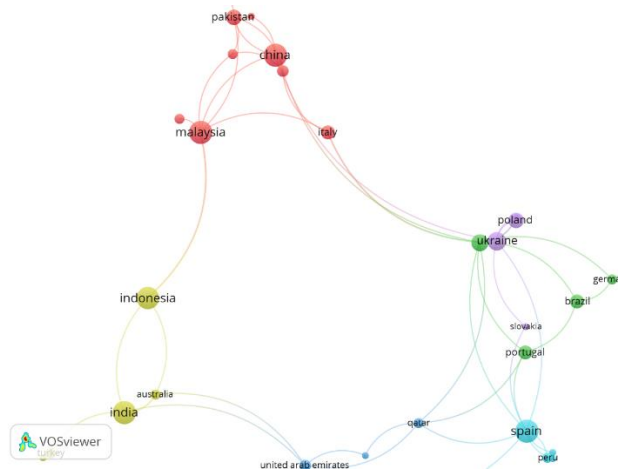 pakistan
china
malaysia
italy
poland
ukraine
indonesia
germa
brazil
slovakia
portugal
australia
india
qatar
spain
VOSviewer
turkey
peru
united arab emirates